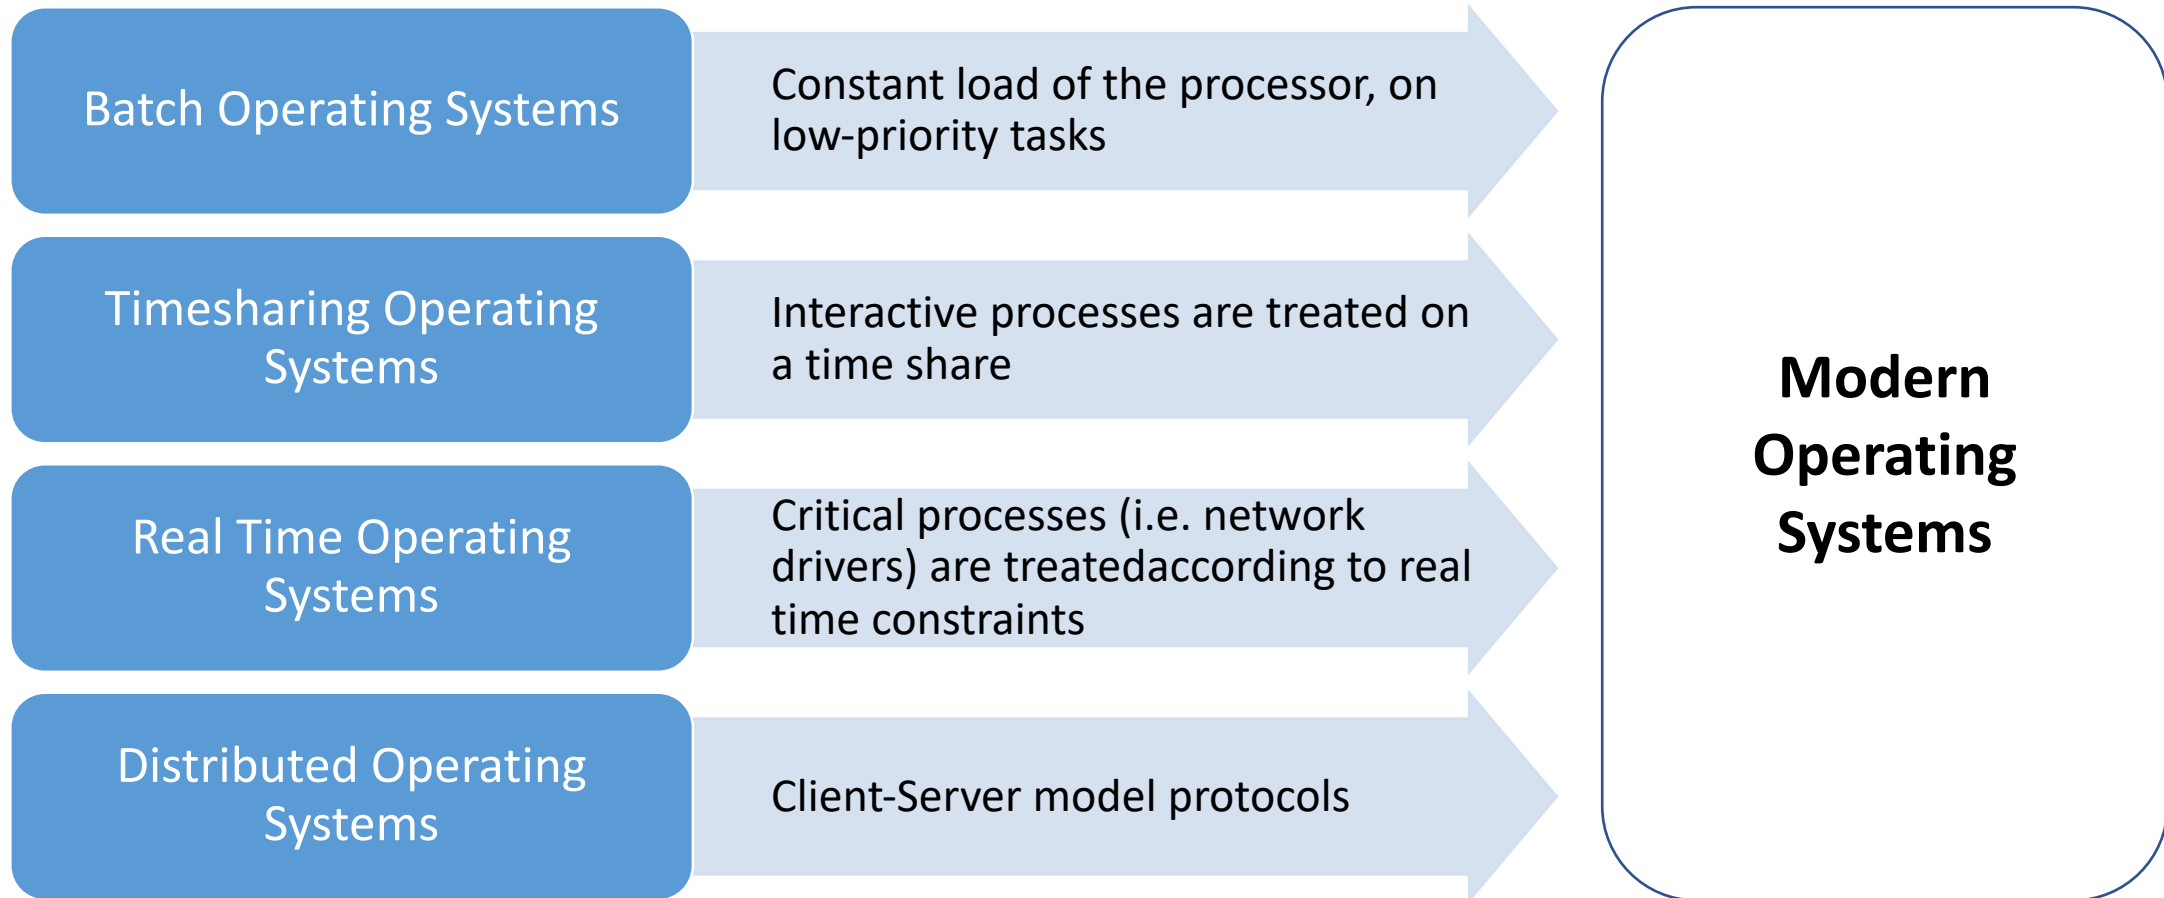 Batch Operating Systems
Constant load of the processor, on
low-priority tasks
Timesharing Operating
Systems
Interactive processes are treated on
a time share
Real Time Operating
Systems
Critical processes (i.e. network
drivers) are treatedaccording to real
time constraints
Distributed Operating
Systems
Client-Server model protocols
Modern
Operating
Systems